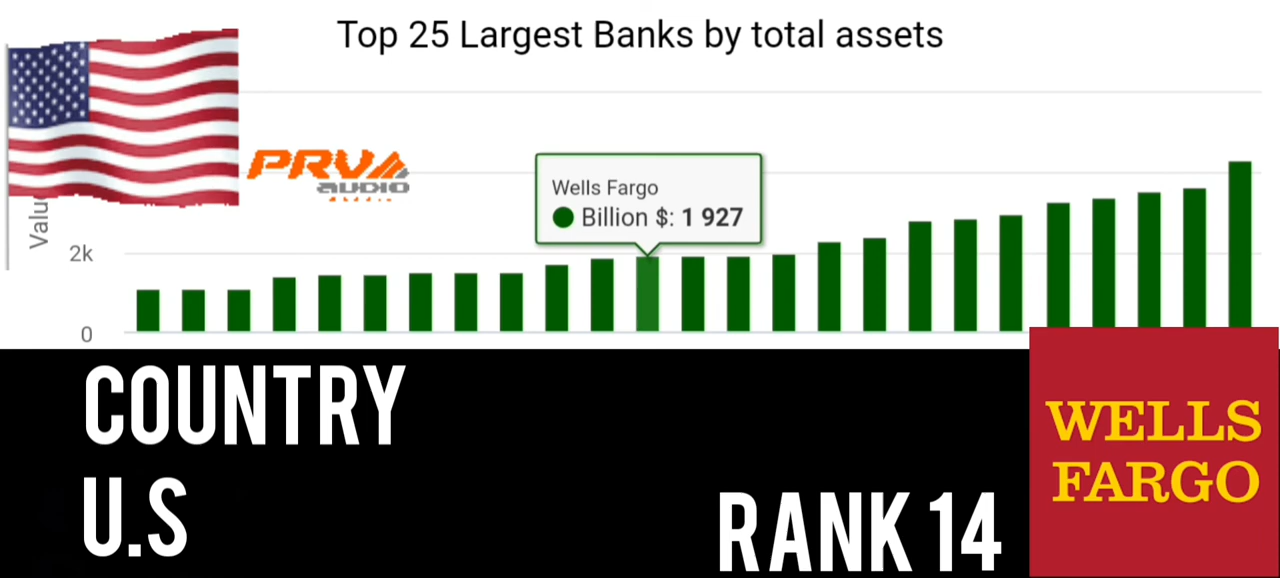 Top 25 Largest Banks by total assets
PRV
AUDIO
Valu
Wells Fargo
Billion $: 1 927
2k
0
COUNTRY
U.S
RANK 14
WELLS
FARGO